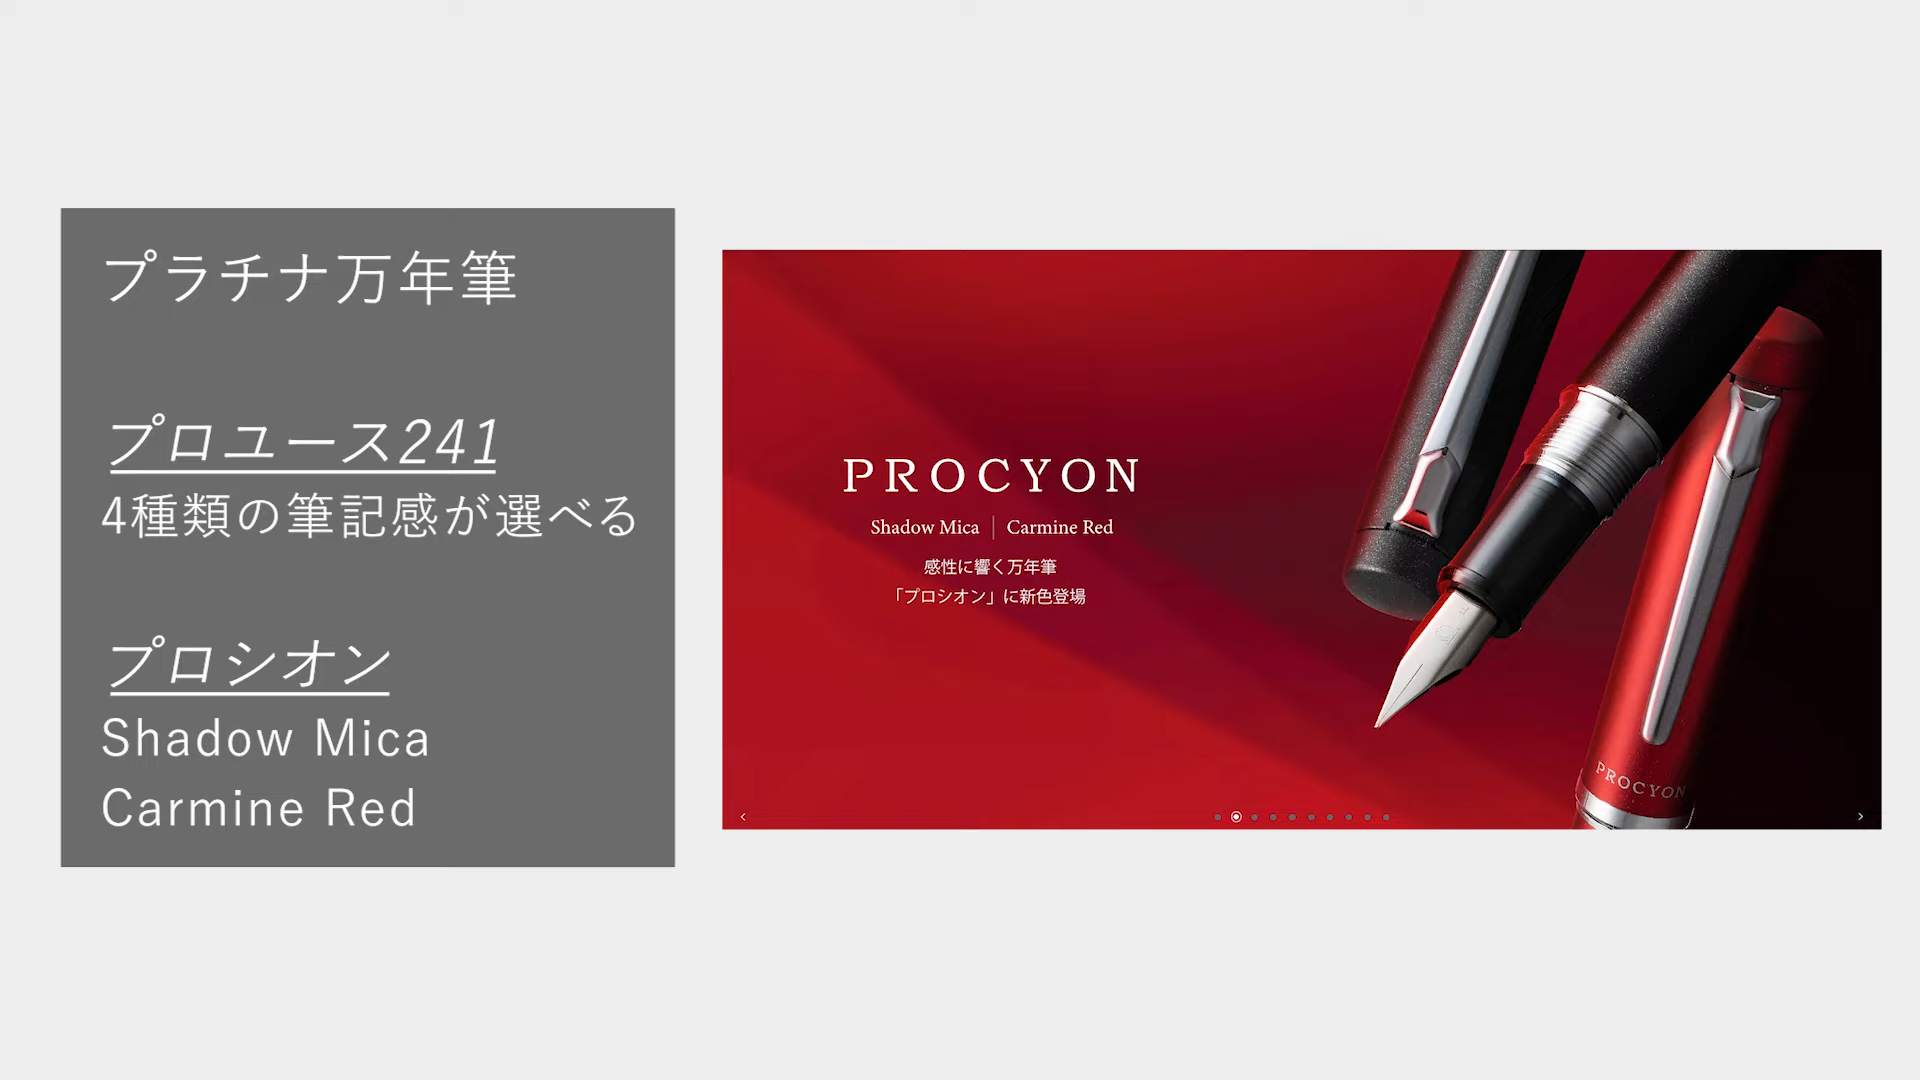 プラチナ万年筆
プロユース241
4種類の筆記感が選べる
プロシオン
Shadow Mica
Carmine Red
PROCYON
Shadow Mica | Carmine Red
感性に響く万年筆
「プロシオン」に新色登場
PROCYON